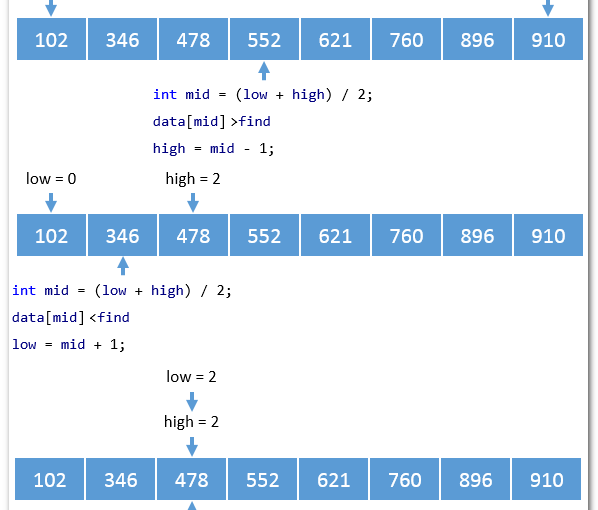 102 346 478 552 621 760 896 910
int mid = (low + high) / 2;
data[mid]>find
high = mid - 1;
low = 0 high = 2
102 346 478 552 621 760 896 910
int mid = (low + high) / 2;
data[mid]<find
low = mid + 1;
low = 2
high = 2
102 346 478 552 621 760 896 910